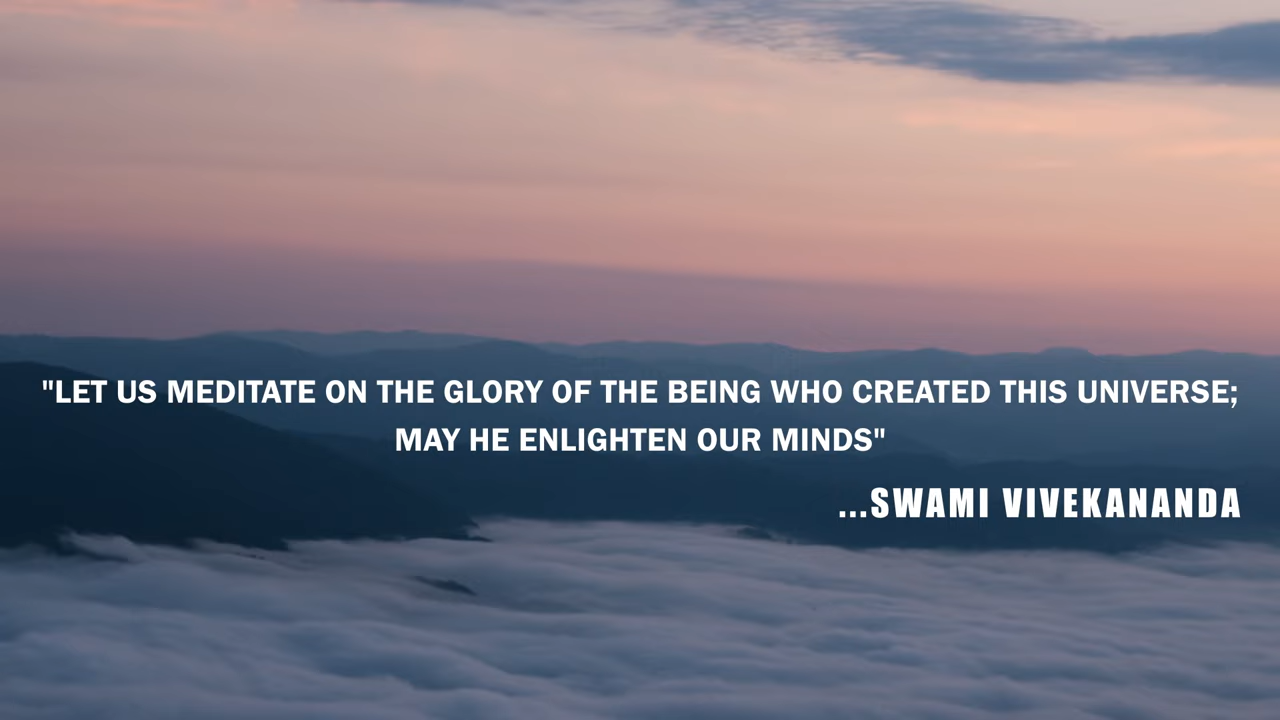 "LET US MEDITATE ON THE GLORY OF THE BEING WHO CREATED THIS UNIVERSE;
MAY HE ENLIGHTEN OUR MINDS"
...SWAMI VIVEKANANDA